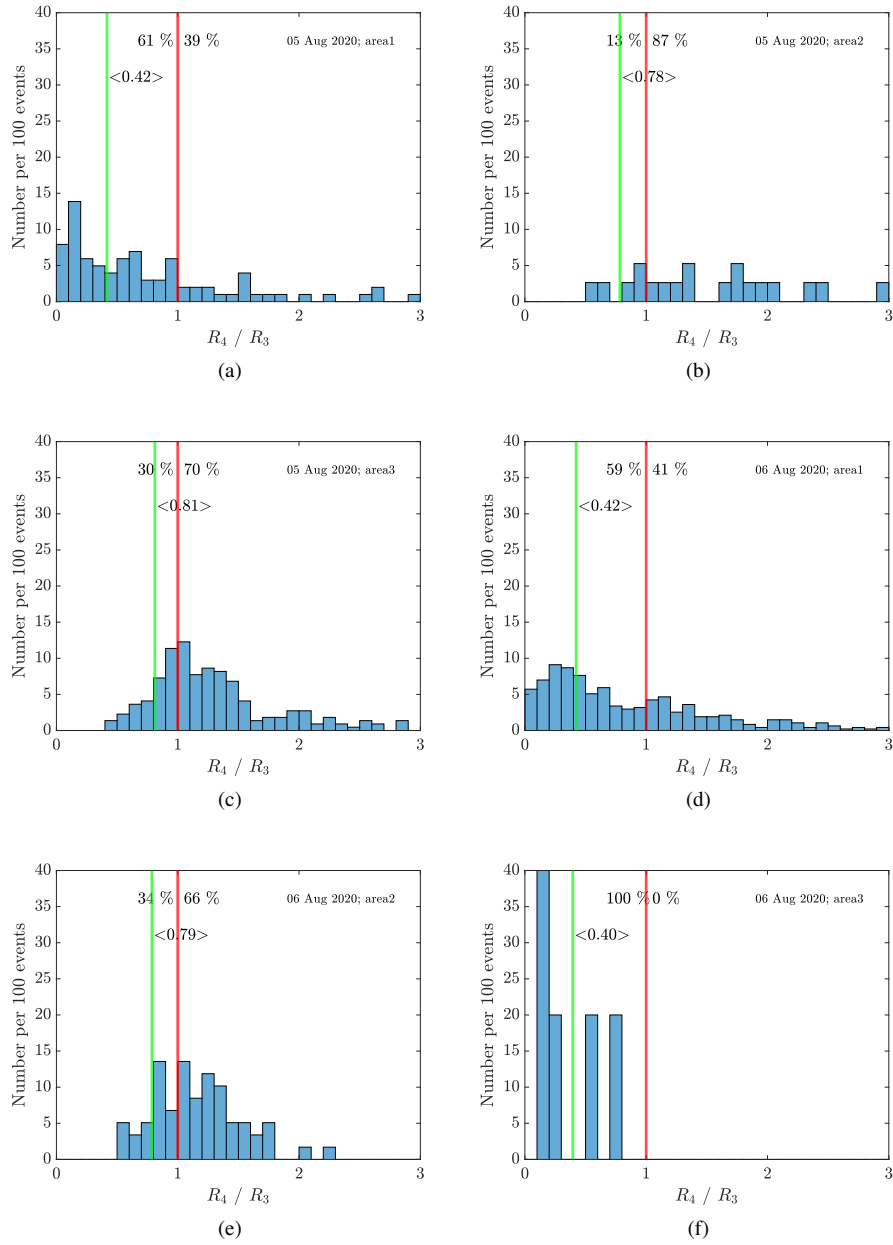 40
35
30
25
20
15
10
5
0
Number per 100 events
61 % 39 %
05 Aug 2020; area1
<0.42>
0 1 2 3
R4 / R3
(a)
40
35
30
25
20
15
10
5
0
Number per 100 events
13 % 87 %
05 Aug 2020; area2
<0.78>
0 1 2 3
R4 / R3
(b)
40
35
30
25
20
15
10
5
0
Number per 100 events
30 % 70 %
05 Aug 2020; area3
<0.81>
0 1 2 3
R4 / R3
(c)
40
35
30
25
20
15
10
5
0
Number per 100 events
59 % 41 %
06 Aug 2020; area1
<0.42>
0 1 2 3
R4 / R3
(d)
40
35
30
25
20
15
10
5
0
Number per 100 events
34 % 66 %
06 Aug 2020; area2
<0.79>
0 1 2 3
R4 / R3
(e)
40
35
30
25
20
15
10
5
0
Number per 100 events
100 % 0 %
06 Aug 2020; area3
<0.40>
0 1 2 3
R4 / R3
(f)